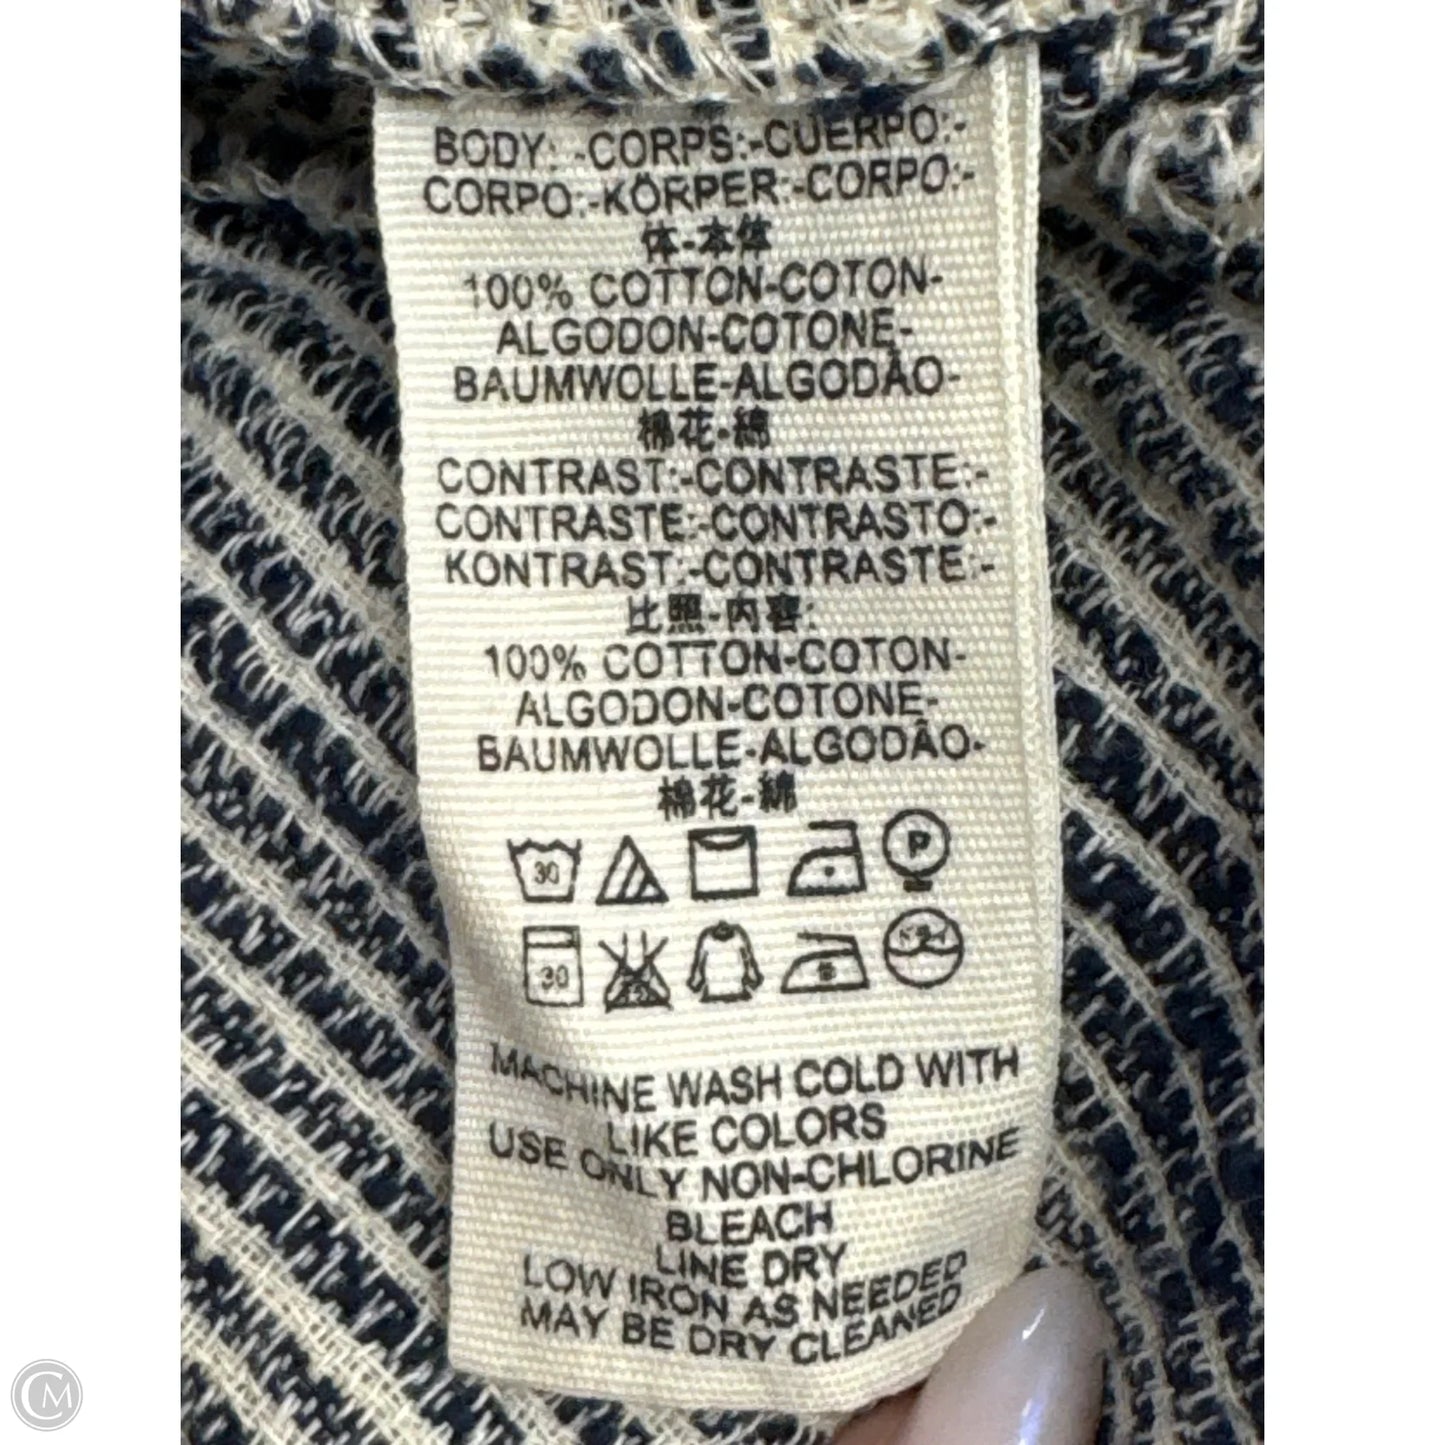 BODY: -CORPS:-CUERPO:-
CORPO:-KÖRPER:-CORPO:-
体-本体
100% COTTON-COTON-
ALGODON-COTONE-
BAUMWOLLE-ALGODÃO-
棉花-綿
CONTRAST:-CONTRASTE:-
CONTRASTE:-CONTRASTO:-
KONTRAST:-CONTRASTE:-
比照-内容:
100% COTTON-COTON-
ALGODON-COTONE-
BAUMWOLLE-ALGODÃO-
棉花-綿
30 P
30
MACHINE WASH COLD WITH
LIKE COLORS
USE ONLY NON-CHLORINE
BLEACH
LINE DRY
LOW IRON AS NEEDED
MAY BE DRY CLEANED
CM